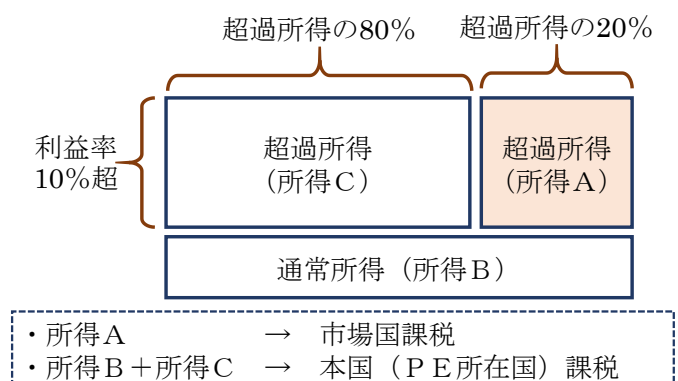 超過所得の80%
超過所得の20%
利益率
10%超
超過所得
(所得C)
超過所得
(所得A)
通常所得(所得B)
・所得A → 市場国課税
・所得B+所得C → 本国(PE所在国)課税